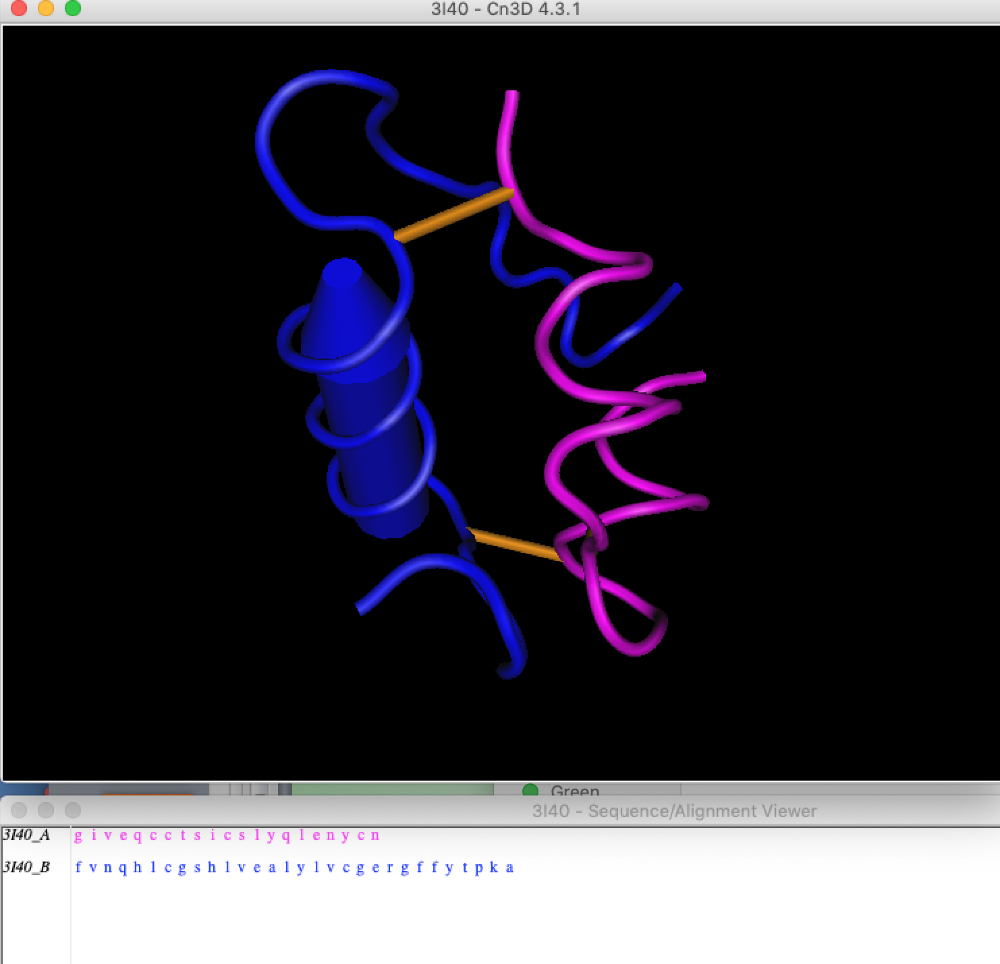 3I40 - Cn3D 4.3.1
Green
3I40 - Sequence/Alignment Viewer
3I40_A g i v e q c c t s i c s l y q l e n y c n
3I40_B f v n q h l c g s h l v e a l y l v c g e r g f f y t p k a